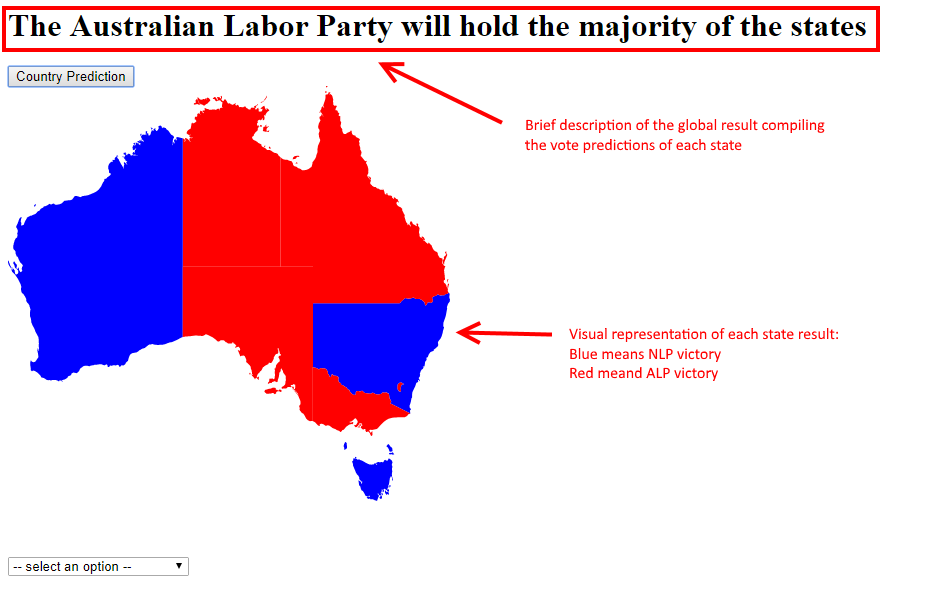 The Australian Labor Party will hold the majority of the states
Country Prediction
Brief description of the global result compiling
the vote predictions of each state
Visual representation of each state result:
Blue means NLP victory
Red meand ALP victory
-- select an option --